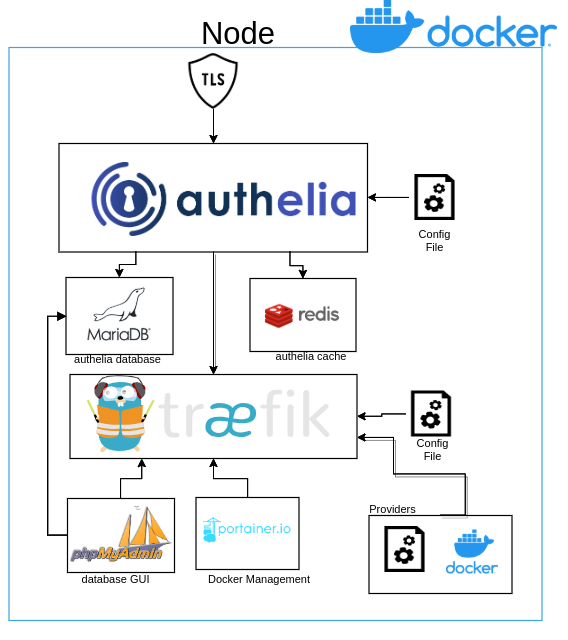 Node
docker
TLS
authelia
Config
File
MariaDB
redis
authelia database
authelia cache
træfik
Config
File
Providers
phpMyAdmin
portainer.io
docker
database GUI
Docker Management